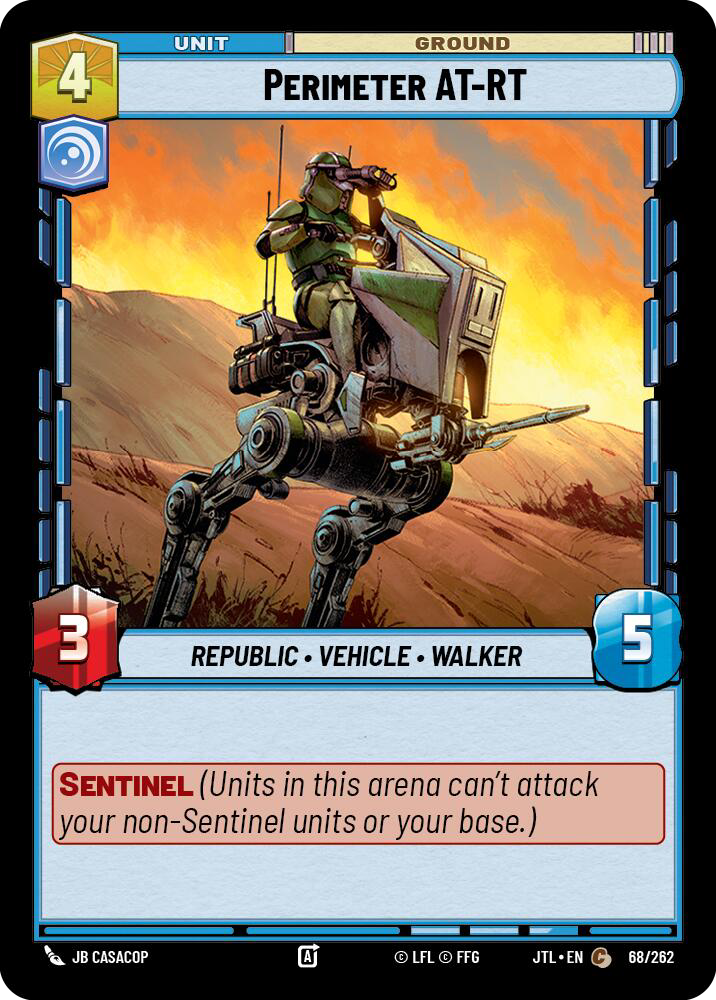 UNIT
GROUND
4
PERIMETER AT-RT
3
REPUBLIC • VEHICLE • WALKER
5
SENTINEL (Units in this arena can't attack
your non-Sentinel units or your base.)
JB CASACOP
A
© LFL © FFG
JTL • EN
C
68/262